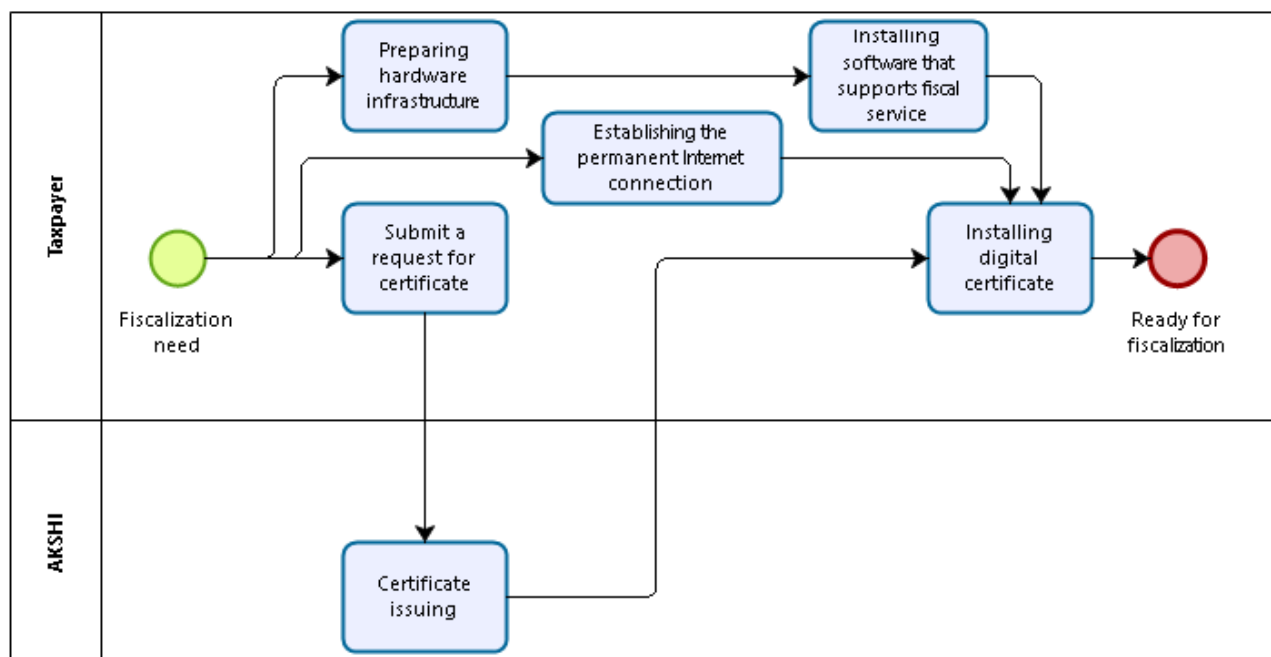 Taxpayer
Preparing
hardware
infrastructure
Installing
software that
supports fiscal
service
Establishing the
permanent Internet
connection
Fiscalization
need
Submit a
request for
certificate
Installing
digital
certificate
Ready for
fiscalization
AKSHI
Certificate
issuing